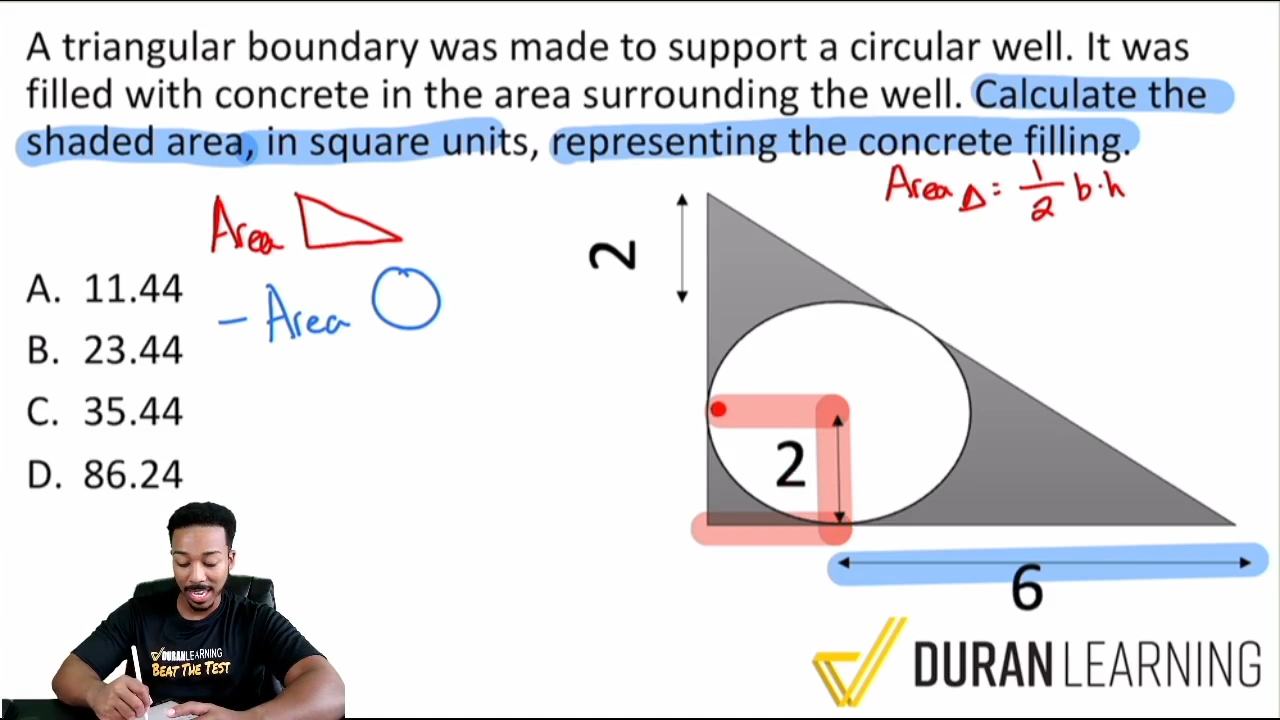 A triangular boundary was made to support a circular well. It was
filled with concrete in the area surrounding the well. Calculate the
shaded area, in square units, representing the concrete filling.
Area Δ = 1/2 b·h
Area
- Area
A. 11.44
B. 23.44
C. 35.44
D. 86.24
2
2
6
DURANLEARNING
BEAT THE TEST
DURAN LEARNING